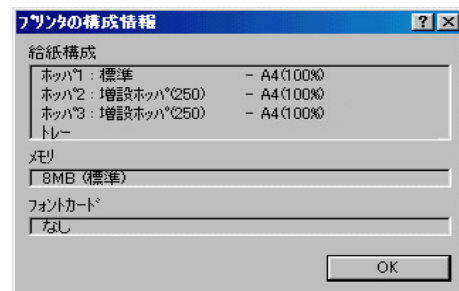 プリンタの構成情報
給紙構成
ホッパ1：標準 － A4(100%)
ホッパ2：増設ホッパ(250) － A4(100%)
ホッパ3：増設ホッパ(250) － A4(100%)
トレー
メモリ
8MB (標準)
フォントカード
なし
OK